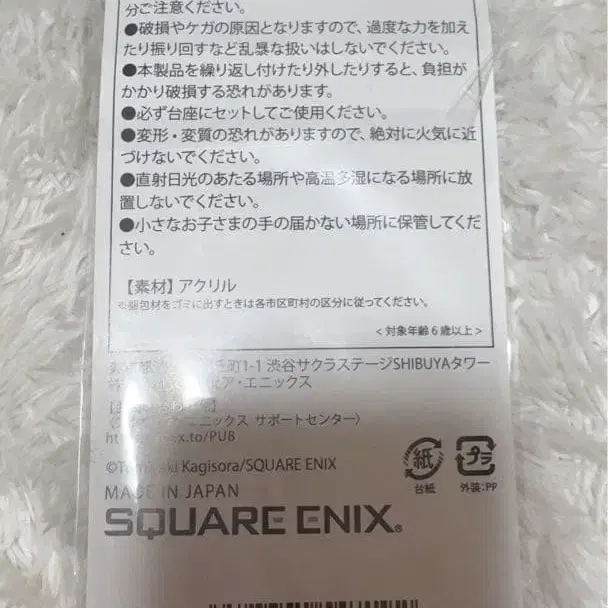 分ご注意ください。
●破損やケガの原因となりますので、過度な力を加え
たり振り回すなど乱暴な扱いはしないでください。
●本製品を繰り返し付けたり外したりすると、負担が
かかり破損する恐れがあります。
●必ず台座にセットしてご使用ください。
●変形・変質の恐れがありますので、絶対に火気に近
づけないでください。
●直射日光のあたる場所や高温多湿になる場所に放
置しないでください。
●小さなお子さまの手の届かない場所に保管してくだ
さい。
【素材】アクリル
※梱包材をゴミに出すときは各市区町村の区分に従ってください。
<対象年齢6歳以上>
町1-1 渋谷サクラステージSHIBUYAタワー
ア・エニックス
エニックス サポートセンター〉
x.to/PUB
Kagisora/SQUARE ENIX
MADE IN JAPAN
SQUARE ENIX®
紙
台紙
プラ
外装:PP